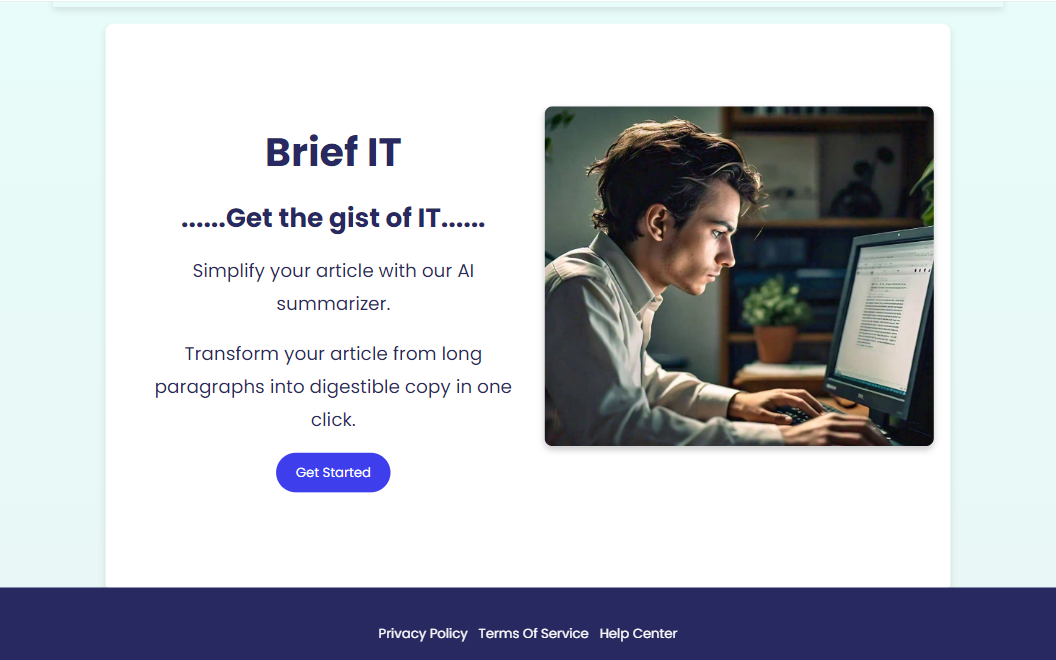 Brief IT
......Get the gist of IT......
Simplify your article with our AI
summarizer.
Transform your article from long
paragraphs into digestible copy in one
click.
Get Started
Privacy Policy Terms Of Service Help Center